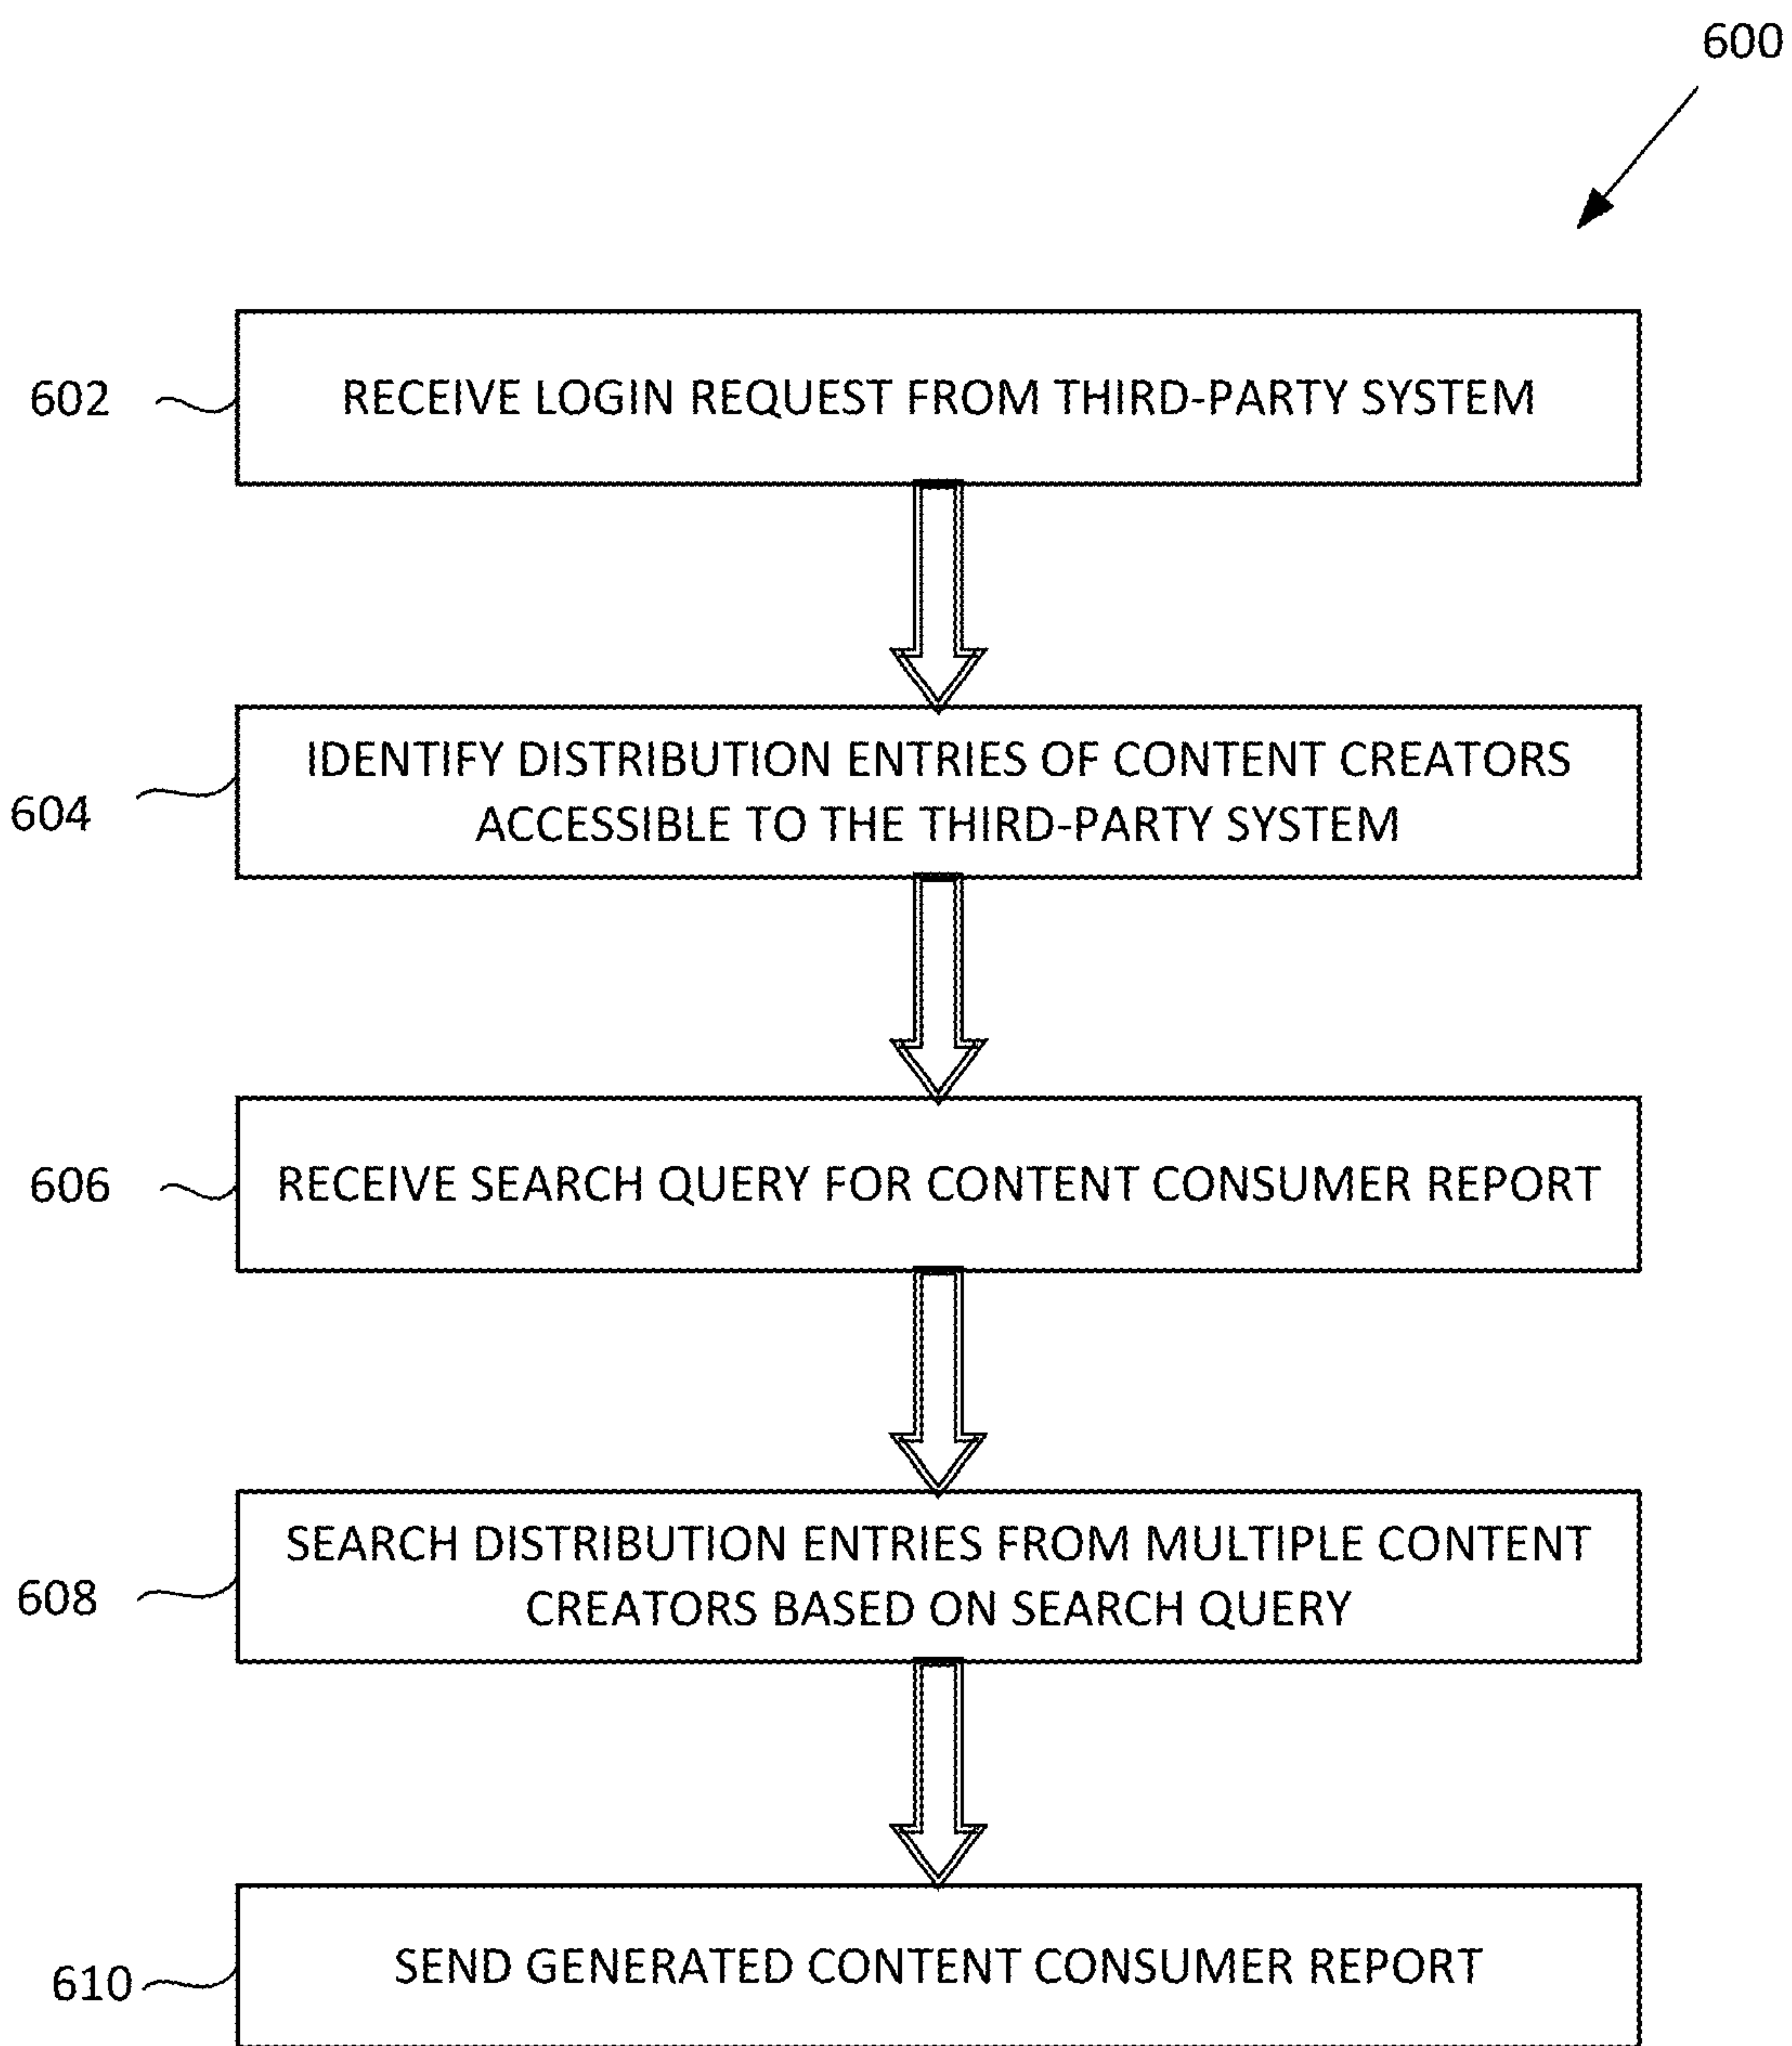 600
602
RECEIVE LOGIN REQUEST FROM THIRD-PARTY SYSTEM
IDENTIFY DISTRIBUTION ENTRIES OF CONTENT CREATORS
604
ACCESSIBLE TO THE THIRD-PARTY SYSTEM
606
RECEIVE SEARCH QUERY FOR CONTENT CONSUMER REPORT
SEARCH DISTRIBUTION ENTRIES FROM MULTIPLE CONTENT
608
CREATORS BASED ON SEARCH QUERY
610
SEND GENERATED CONTENT CONSUMER REPORT